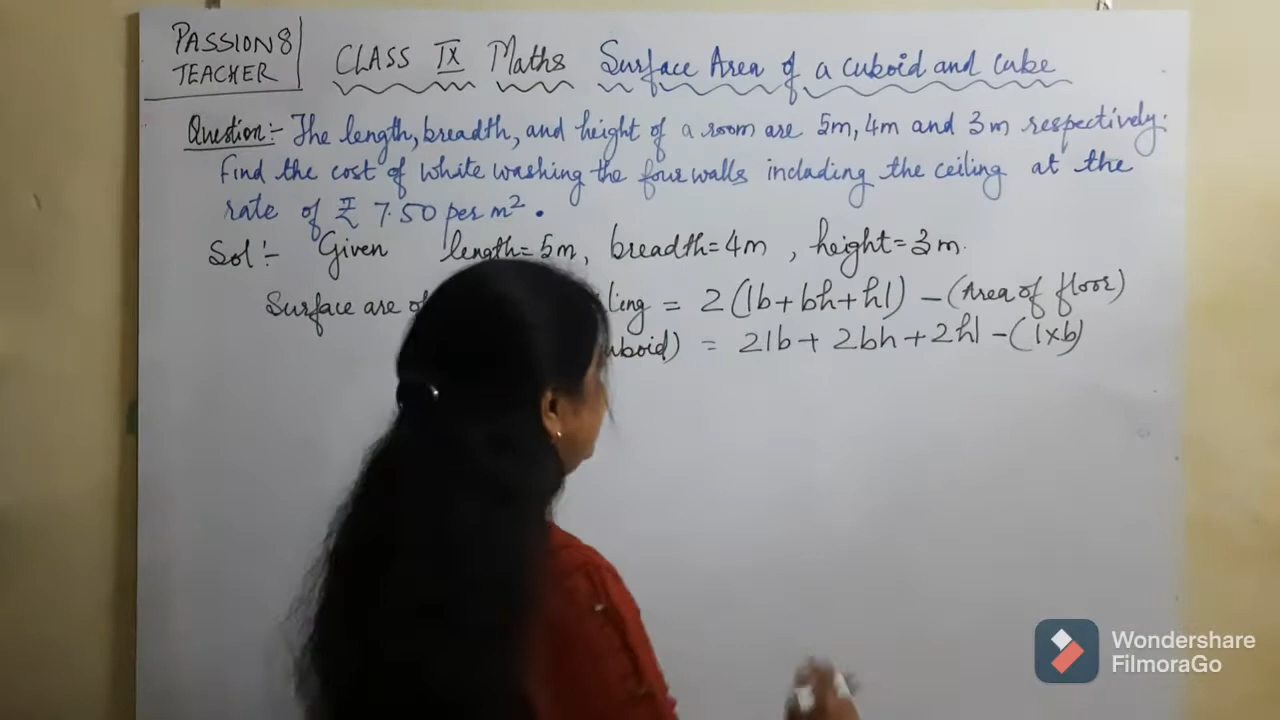 PASSION8
TEACHER
CLASS IX Maths Surface Area of a cuboid and cube
Question:- The length, breadth, and height of a room are 5m, 4m and 3m respectively.
Find the cost of white washing the four walls including the ceiling at the
rate of ₹ 7.50 per m².
Sol:- Given length=5m, breadth=4m, height=3m.
Surface are = 2(lb+bh+hl) -(Area of floor)
= 2lb+ 2bh+2hl -(l×b)
Wondershare
FilmoraGo